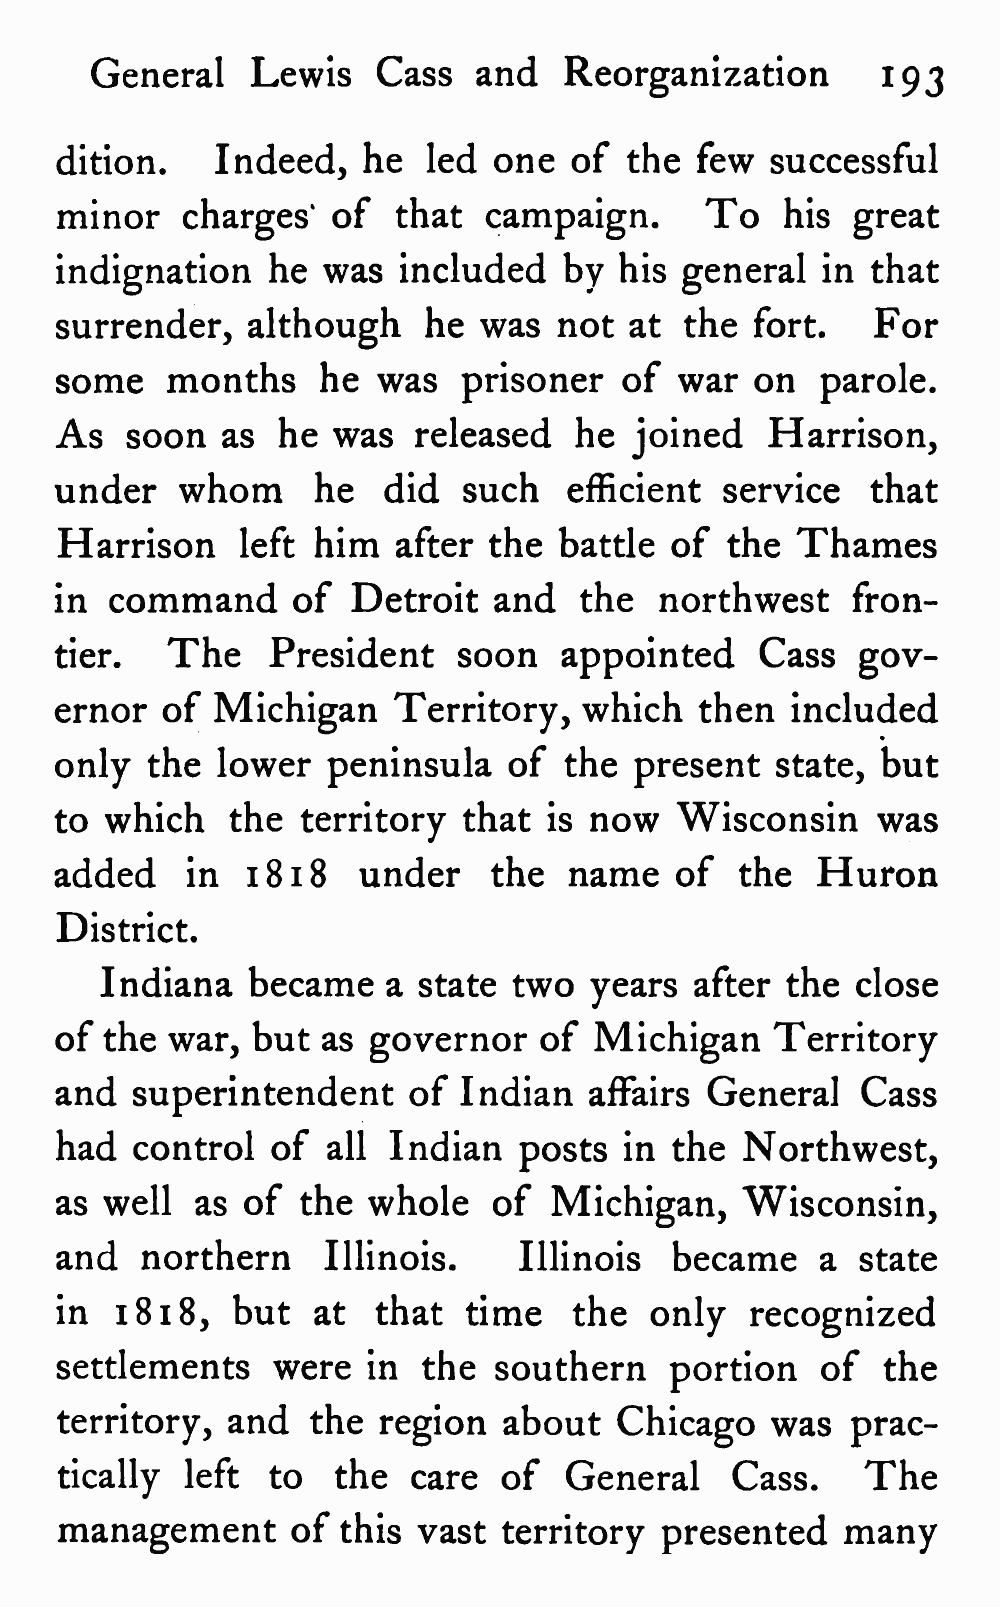 General Lewis Cass and Reorganization 193
dition. Indeed, he led one of the few successful
minor charges of that campaign. To his great
indignation he was included by his general in that
surrender, although he was not at the fort. For
some months he was prisoner of war on parole.
As soon as he was released he joined Harrison,
under whom he did such efficient service that
Harrison left him after the battle of the Thames
in command of Detroit and the northwest fron-
tier. The President soon appointed Cass gov-
ernor of Michigan Territory, which then included
only the lower peninsula of the present state, but
to which the territory that is now Wisconsin was
added in 1818 under the name of the Huron
District.
Indiana became a state two years after the close
of the war, but as governor of Michigan Territory
and superintendent of Indian affairs General Cass
had control of all Indian posts in the Northwest,
as well as of the whole of Michigan, Wisconsin,
and northern Illinois. Illinois became a state
in 1818, but at that time the only recognized
settlements were in the southern portion of the
territory, and the region about Chicago was prac-
tically left to the care of General Cass. The
management of this vast territory presented many